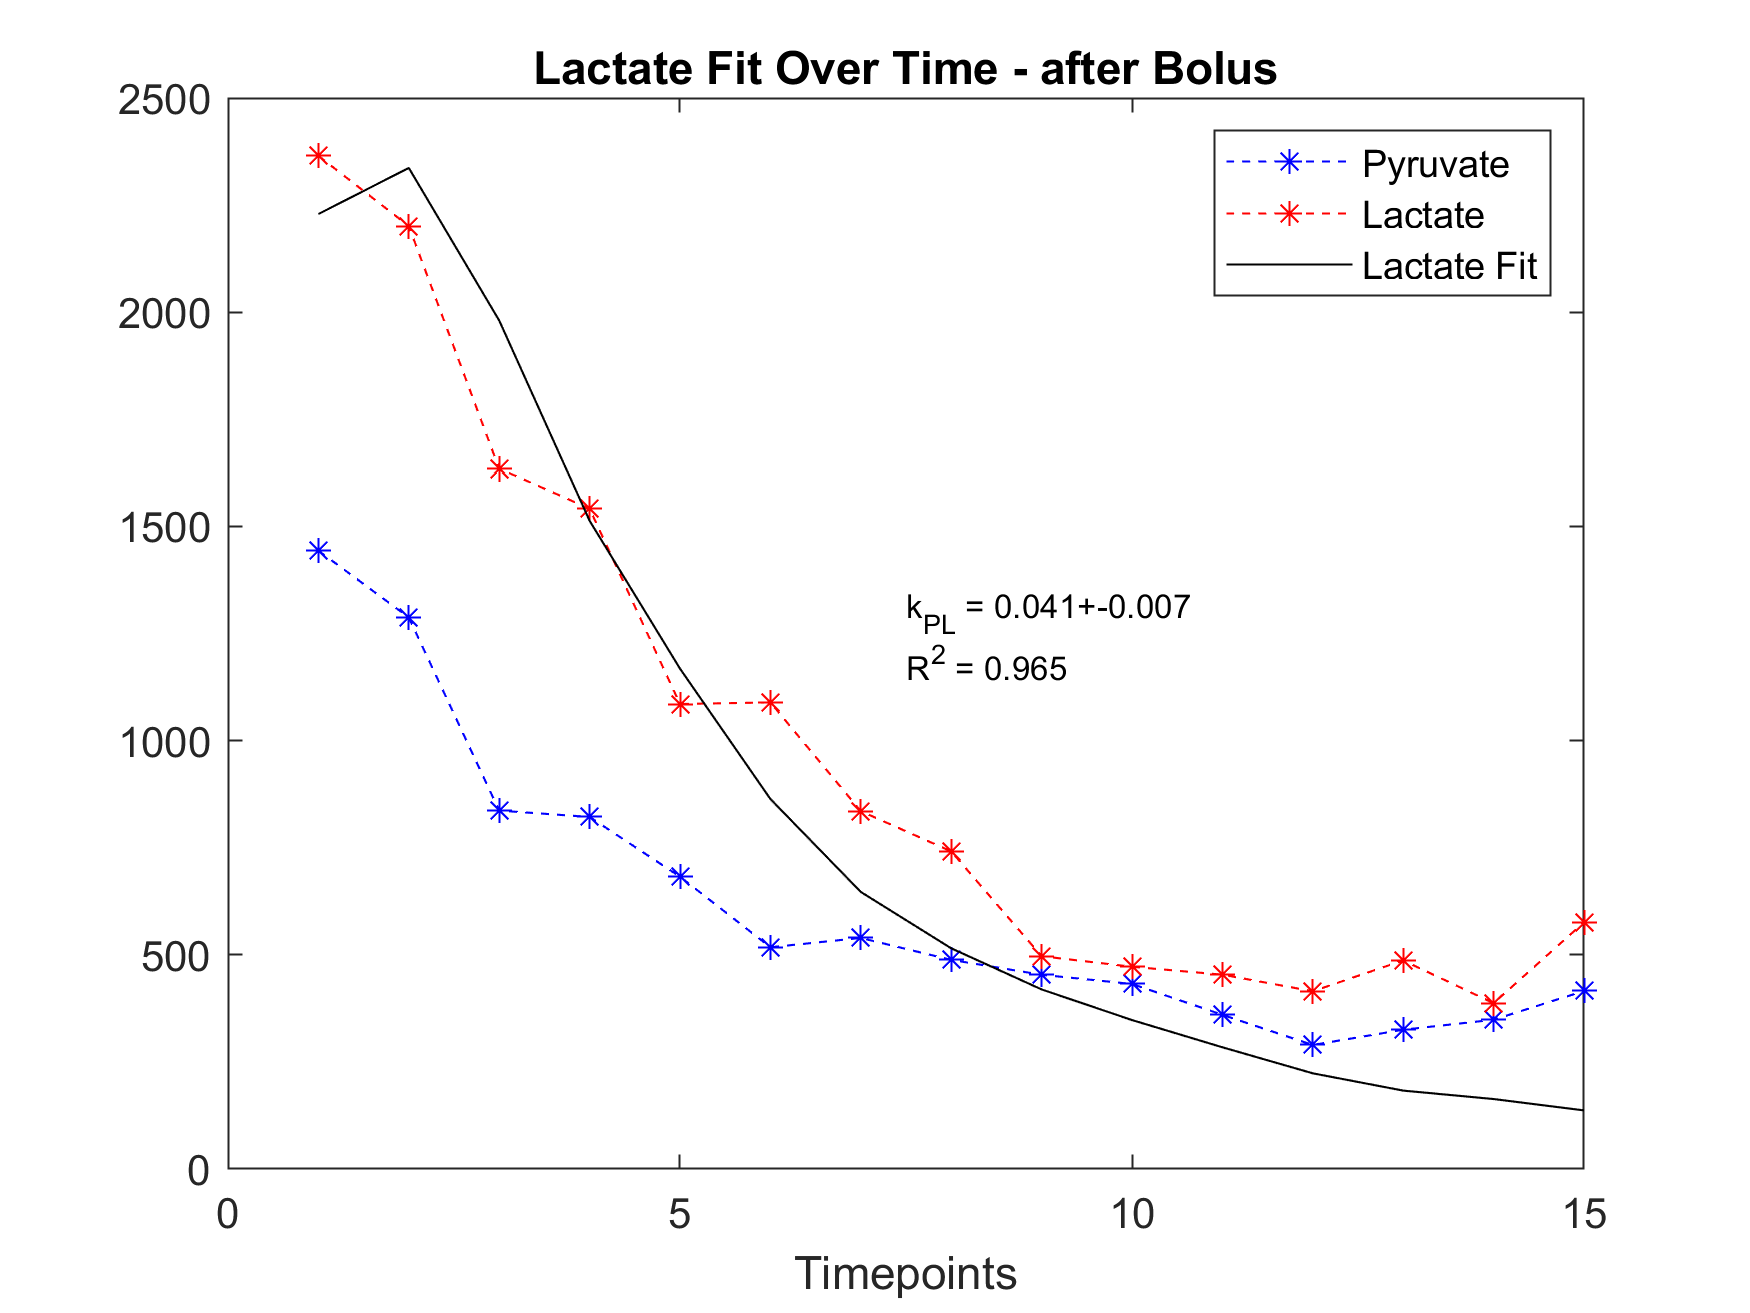 Lactate Fit Over Time - after Bolus
2500
2000
1500
1000
500
0
Pyruvate
Lactate
Lactate Fit
kPL = 0.041+-0.007
R2 = 0.965
0 5 10 15
Timepoints